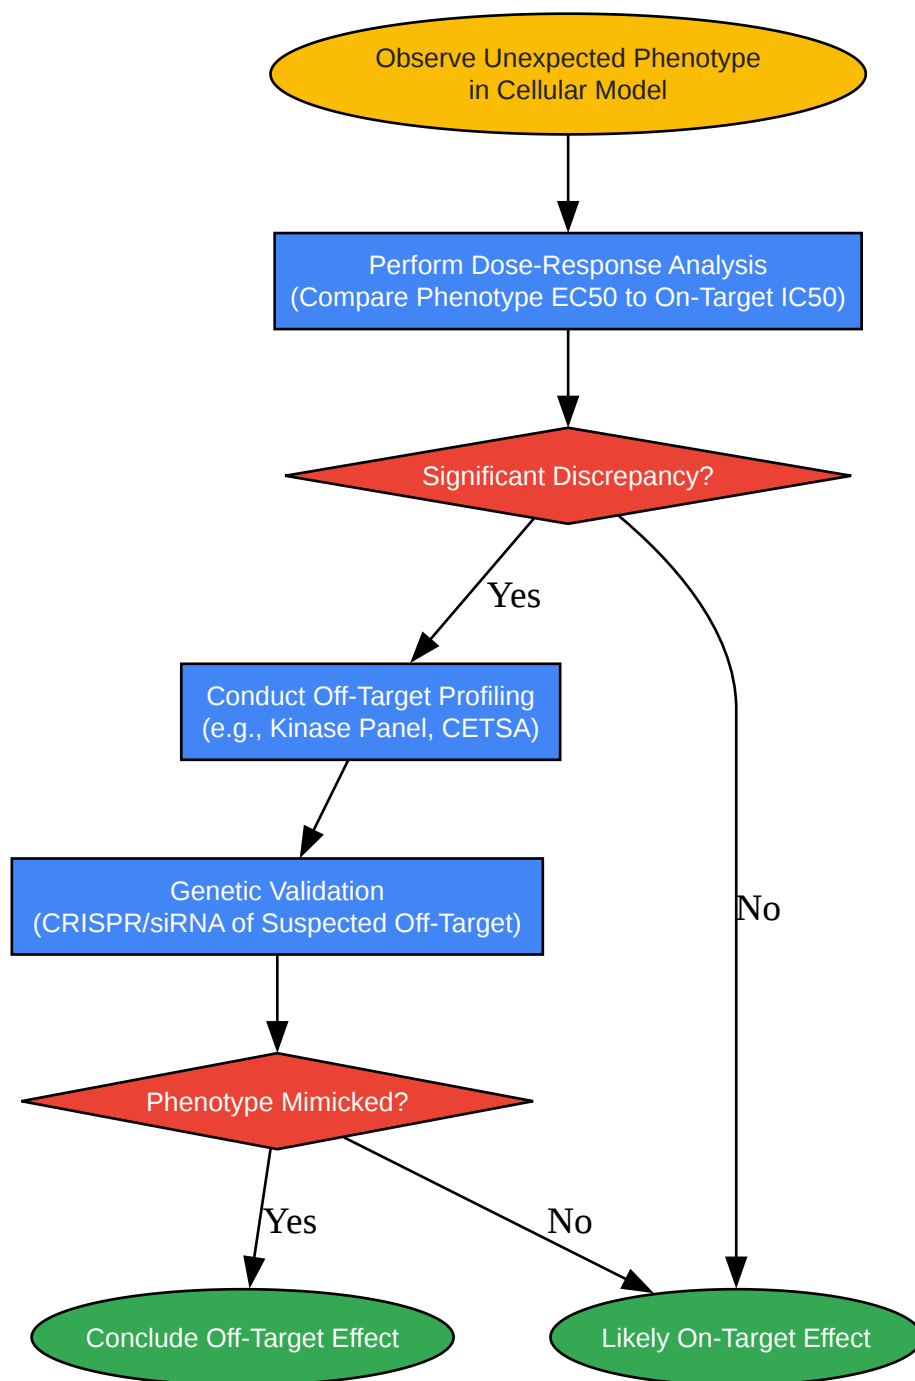 Observe Unexpected Phenotype
in Cellular Model
Perform Dose-Response Analysis
(Compare Phenotype EC50 to On-Target IC50)
Significant Discrepancy?
Yes
Conduct Off-Target Profiling
(e.g., Kinase Panel, CETSA)
Genetic Validation
(CRISPR/siRNA of Suspected Off-Target)
No
Phenotype Mimicked?
Yes
No
Conclude Off-Target Effect
Likely On-Target Effect